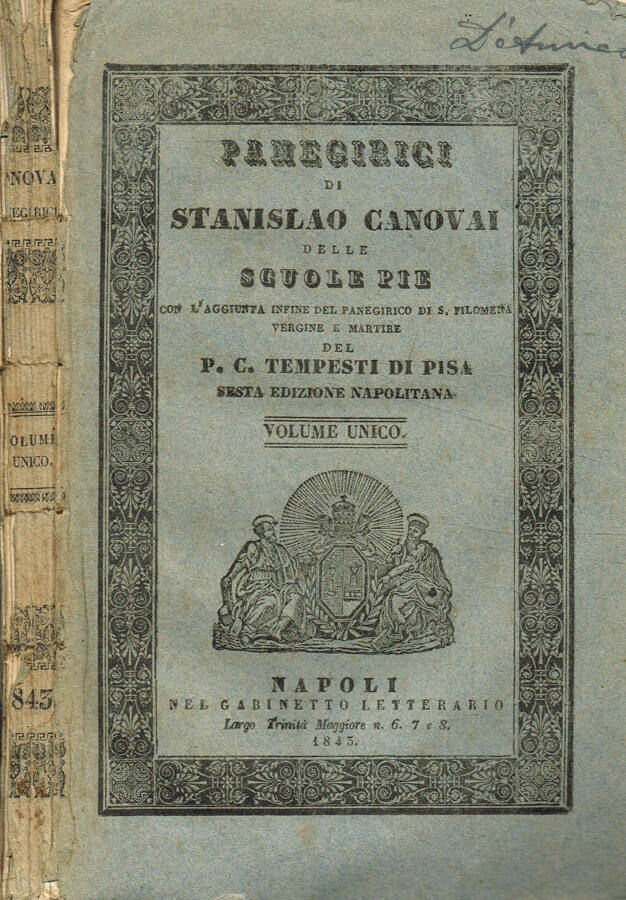 PANEGIRICI
DI
STANISLAO CANOVAI
DELLE
SCUOLE PIE
CON L'AGGIUNTA INFINE DEL PANEGIRICO DI S. FILOMENA
VERGINE E MARTIRE
DEL
P. C. TEMPESTI DI PISA
SESTA EDIZIONE NAPOLITANA
VOLUME UNICO.
NAPOLI
NEL GABINETTO LETTERARIO
Largo Trinità Maggiore n. 6. 7 e 8.
1843.
NOVA
EGIRICI
OLUME
UNICO.
843